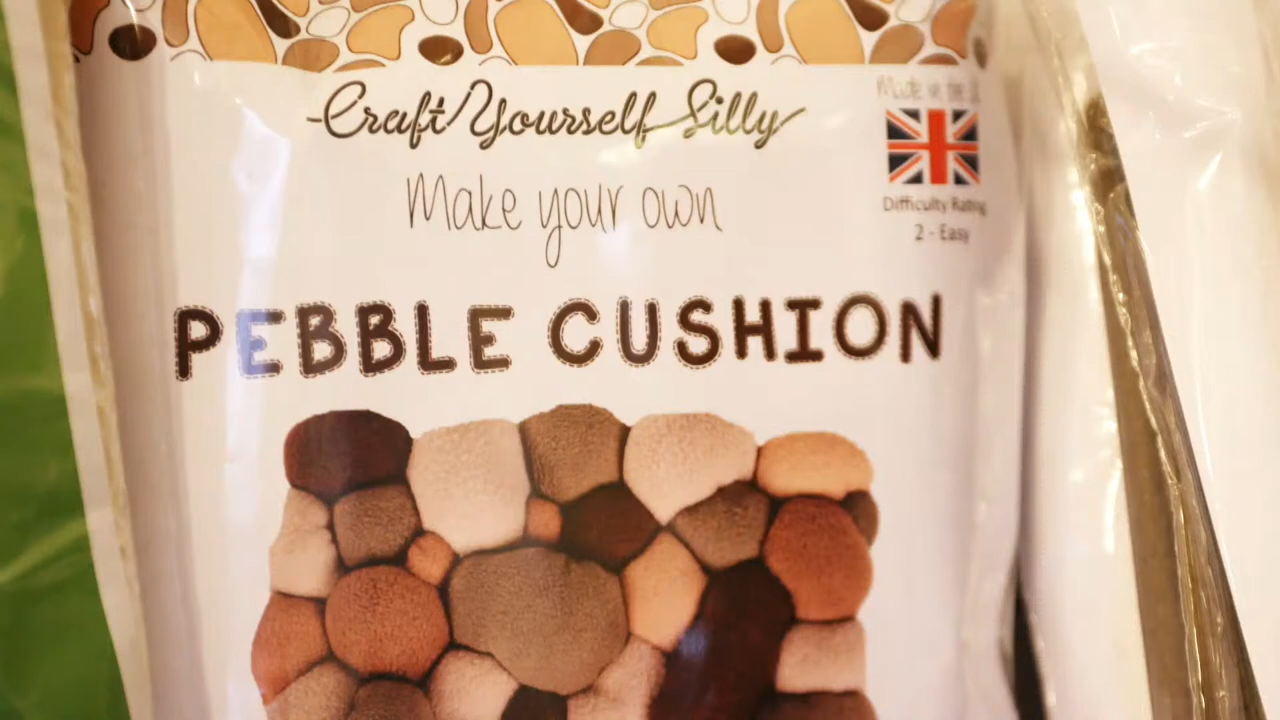 Craft Yourself Silly
Made in the
Difficulty Rating
2 - Easy
Make your own
PEBBLE CUSHION